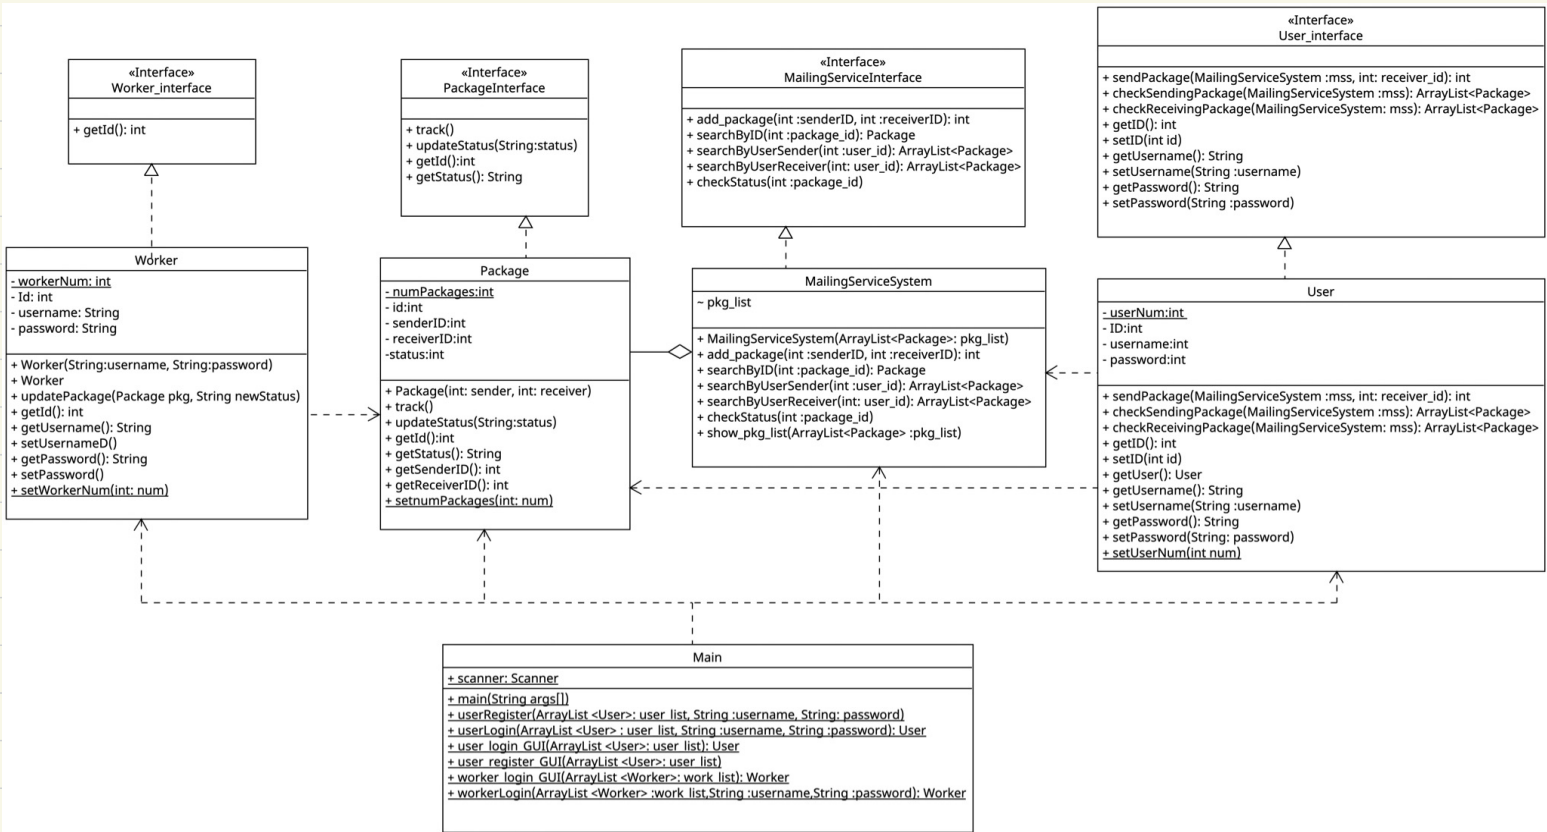 «Interface»
Worker_interface
+ getId(): int
«Interface»
PackageInterface
+ track()
+ updateStatus(String:status)
+ getId():int
+ getStatus(): String
«Interface»
MailingServiceInterface
+ add_package(int :senderID, int :receiverID): int
+ searchByID(int :package_id): Package
+ searchByUserSender(int :user_id): ArrayList<Package>
+ searchByUserReceiver(int: user_id): ArrayList<Package>
+ checkStatus(int :package_id)
«Interface»
User_interface
+ sendPackage(MailingServiceSystem :mss, int: receiver_id): int
+ checkSendingPackage(MailingServiceSystem :mss): ArrayList<Package>
+ checkReceivingPackage(MailingServiceSystem: mss): ArrayList<Package>
+ getID(): int
+ setID(int id)
+ getUsername(): String
+ setUsername(String :username)
+ getPassword(): String
+ setPassword(String :password)
Worker
- workerNum: int
- Id: int
- username: String
- password: String
+ Worker(String:username, String:password)
+ Worker
+ updatePackage(Package pkg, String newStatus)
+ getId(): int
+ getUsername(): String
+ setUsernameD()
+ getPassword(): String
+ setPassword()
+ setWorkerNum(int: num)
Package
- numPackages:int
- id:int
- senderID:int
- receiverID:int
-status:int
+ Package(int: sender, int: receiver)
+ track()
+ updateStatus(String:status)
+ getId():int
+ getStatus(): String
+ getSenderID(): int
+ getReceiverID(): int
+ setnumPackages(int: num)
MailingServiceSystem
~ pkg_list
+ MailingServiceSystem(ArrayList<Package>: pkg_list)
+ add_package(int :senderID, int :receiverID): int
+ searchByID(int :package_id): Package
+ searchByUserSender(int :user_id): ArrayList<Package>
+ searchByUserReceiver(int: user_id): ArrayList<Package>
+ checkStatus(int :package_id)
+ show_pkg_list(ArrayList<Package> :pkg_list)
User
- userNum:int
- ID:int
- username:int
- password:int
+ sendPackage(MailingServiceSystem :mss, int: receiver_id): int
+ checkSendingPackage(MailingServiceSystem :mss): ArrayList<Package>
+ checkReceivingPackage(MailingServiceSystem: mss): ArrayList<Package>
+ getID(): int
+ setID(int id)
+ getUser(): User
+ getUsername(): String
+ setUsername(String :username)
+ getPassword(): String
+ setPassword(String: password)
+ setUserNum(int num)
Main
+ scanner: Scanner
+ main(String args[])
+ userRegister(ArrayList <User>: user_list, String :username, String: password)
+ userLogin(ArrayList <User> : user_list, String :username, String :password): User
+ user_login_GUI(ArrayList <User>: user_list): User
+ user_register_GUI(ArrayList <User>: user_list)
+ worker_login_GUI(ArrayList <Worker>: work_list): Worker
+ workerLogin(ArrayList <Worker> :work_list,String :username,String :password): Worker